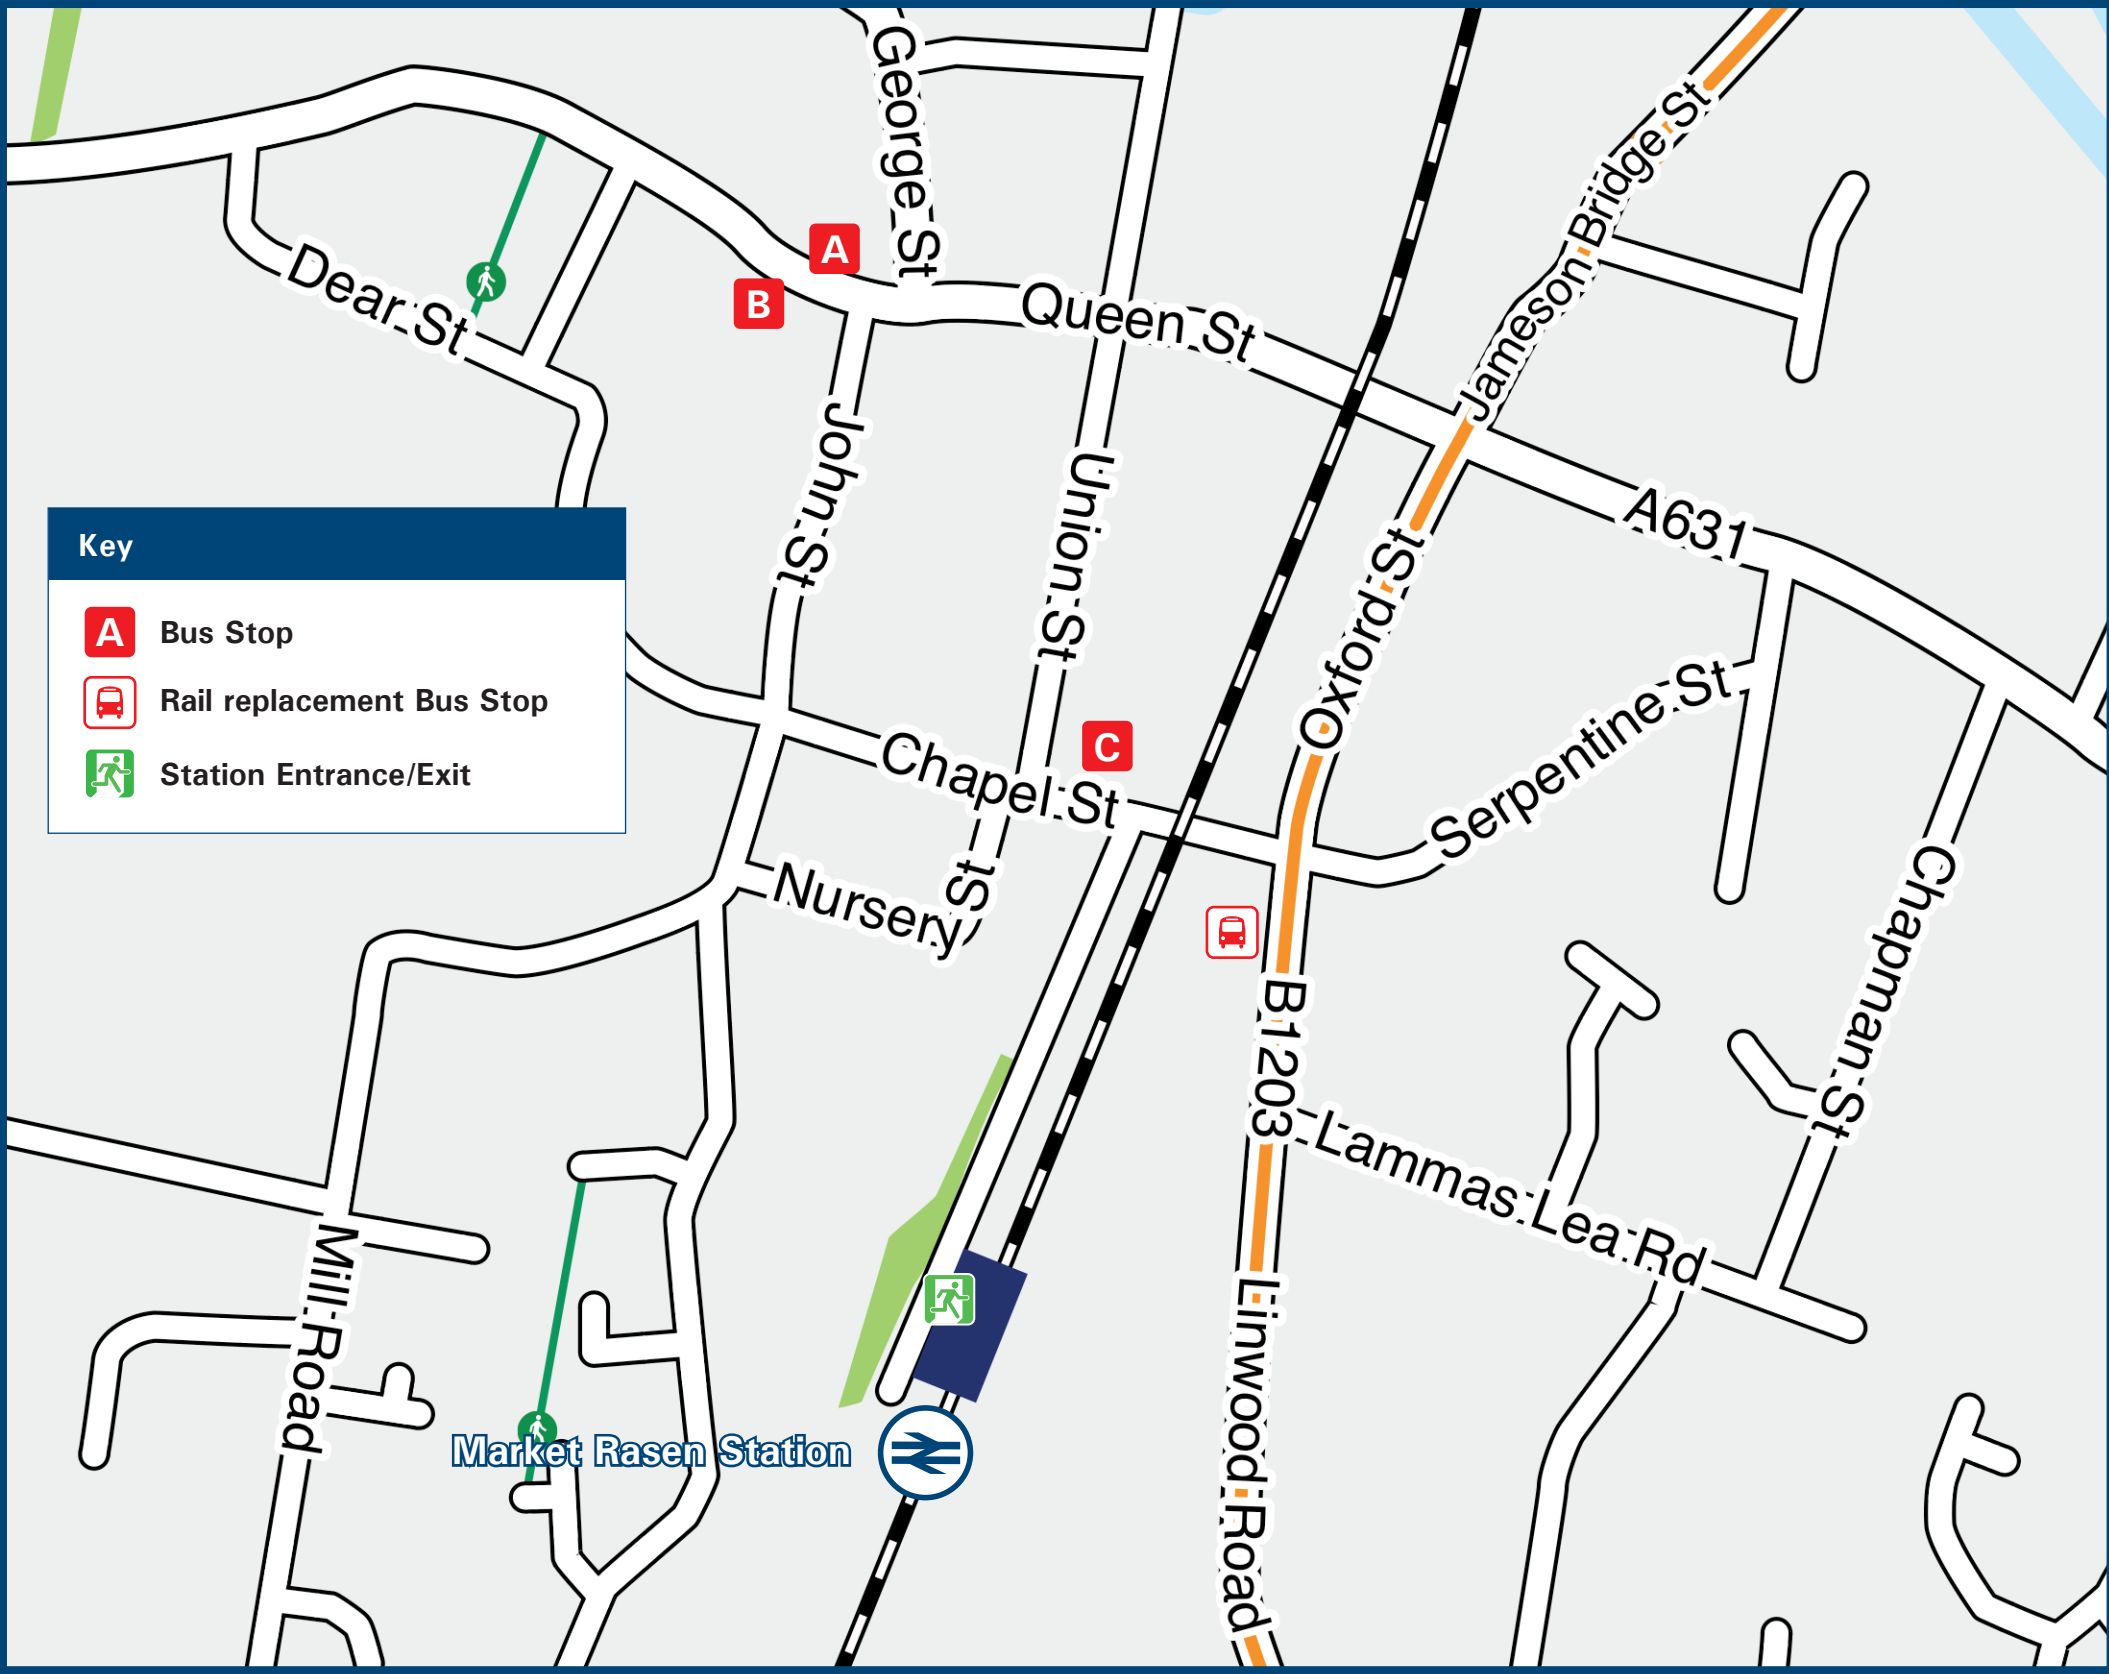 George St
Jameson Bridge St
A
B
Queen St
Dear St
John St
Union St
A631
Oxford St
Key
A Bus Stop
Rail replacement Bus Stop
Station Entrance/Exit
C
Chapel St
Serpentine St
Nursery St
Chapman St
B1203
Lammas Lea Rd
Mill Road
Linwood Road
Market Rasen Station